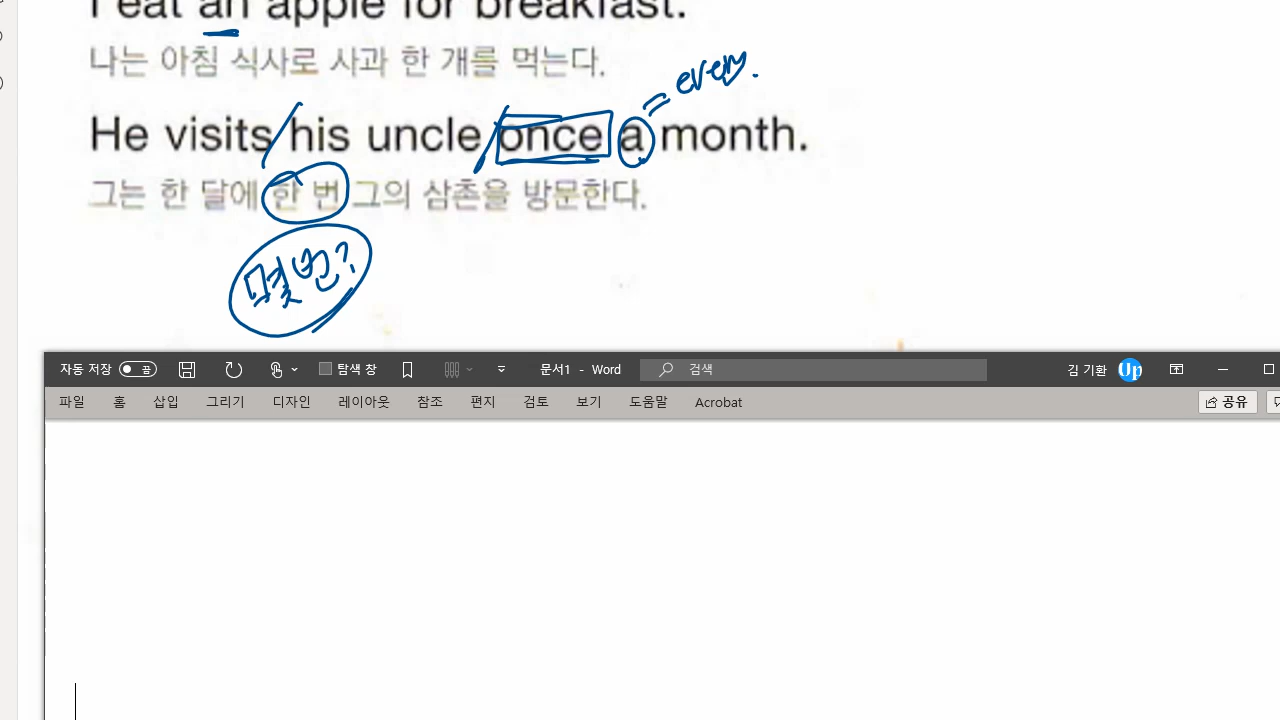 I eat an apple for breakfast.
나는 아침 식사로 사과 한 개를 먹는다.
= every.
He visits his uncle once a month.
그는 한 달에 한 번 그의 삼촌을 방문한다.
몇 번?
자동 저장 끔 탐색 창 문서1 - Word 검색 김 기환 Up
파일 홈 삽입 그리기 디자인 레이아웃 참조 편지 검토 보기 도움말 Acrobat 공유